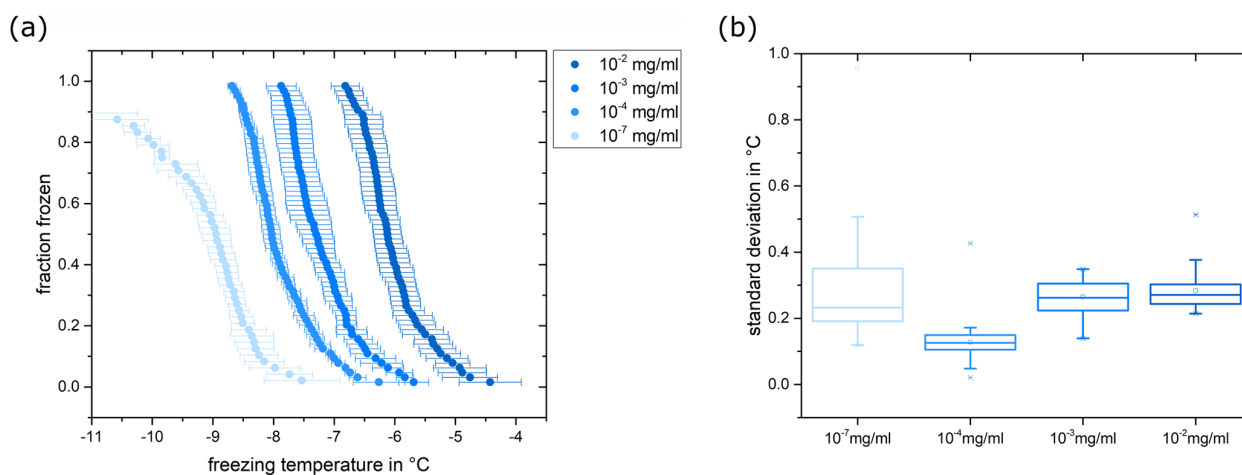 (a)
fraction frozen
1.0
0.8
0.6
0.4
0.2
0.0
-11
-10
-9
-8
-7
-6
-5
-4
freezing temperature in °C
10⁻² mg/ml
10⁻³ mg/ml
10⁻⁴ mg/ml
10⁻⁷ mg/ml
(b)
standard deviation in °C
1.0
0.8
0.6
0.4
0.2
0.0
10⁻⁷mg/ml
10⁻⁴mg/ml
10⁻³mg/ml
10⁻²mg/ml